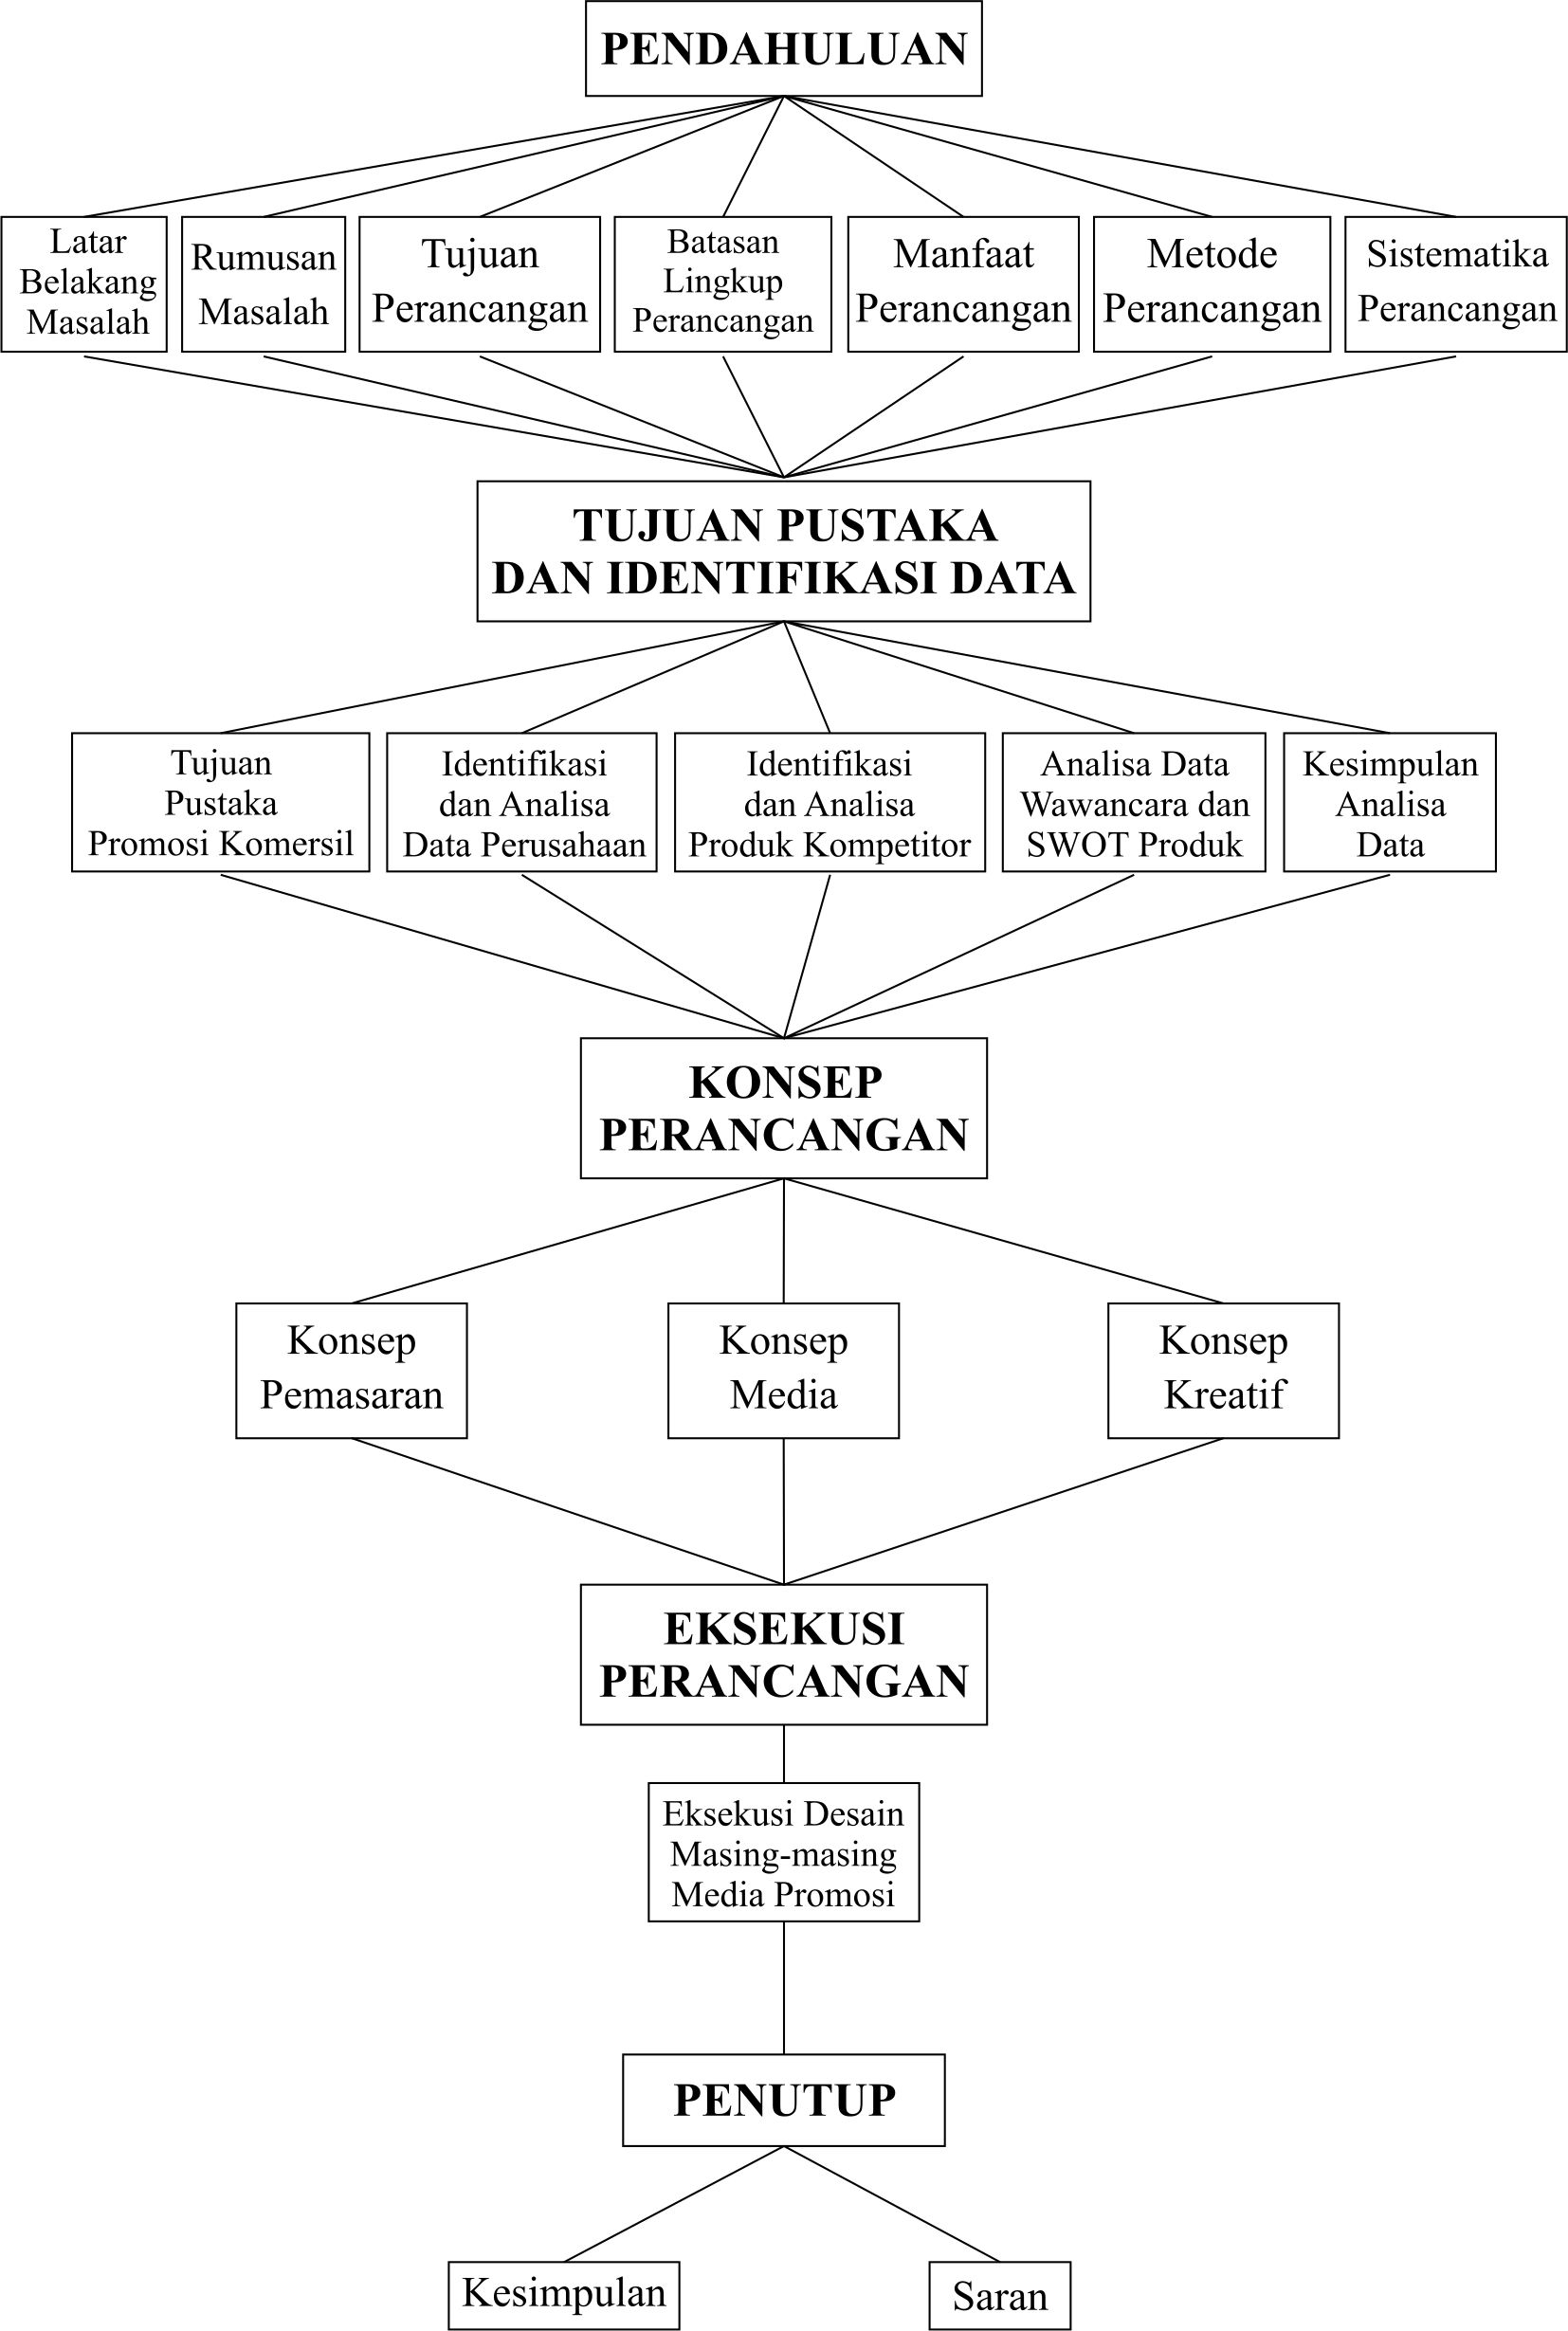 PENDAHULUAN
Latar
Belakang
Masalah
Rumusan
Masalah
Tujuan
Perancangan
Batasan
Lingkup
Perancangan
Manfaat
Perancangan
Metode
Perancangan
Sistematika
Perancangan
TUJUAN PUSTAKA
DAN IDENTIFIKASI DATA
Tujuan
Pustaka
Promosi Komersil
Identifikasi
dan Analisa
Data Perusahaan
Identifikasi
dan Analisa
Produk Kompetitor
Analisa Data
Wawancara dan
SWOT Produk
Kesimpulan
Analisa
Data
KONSEP
PERANCANGAN
Konsep
Pemasaran
Konsep
Media
Konsep
Kreatif
EKSEKUSI
PERANCANGAN
Eksekusi Desain
Masing-masing
Media Promosi
PENUTUP
Kesimpulan
Saran